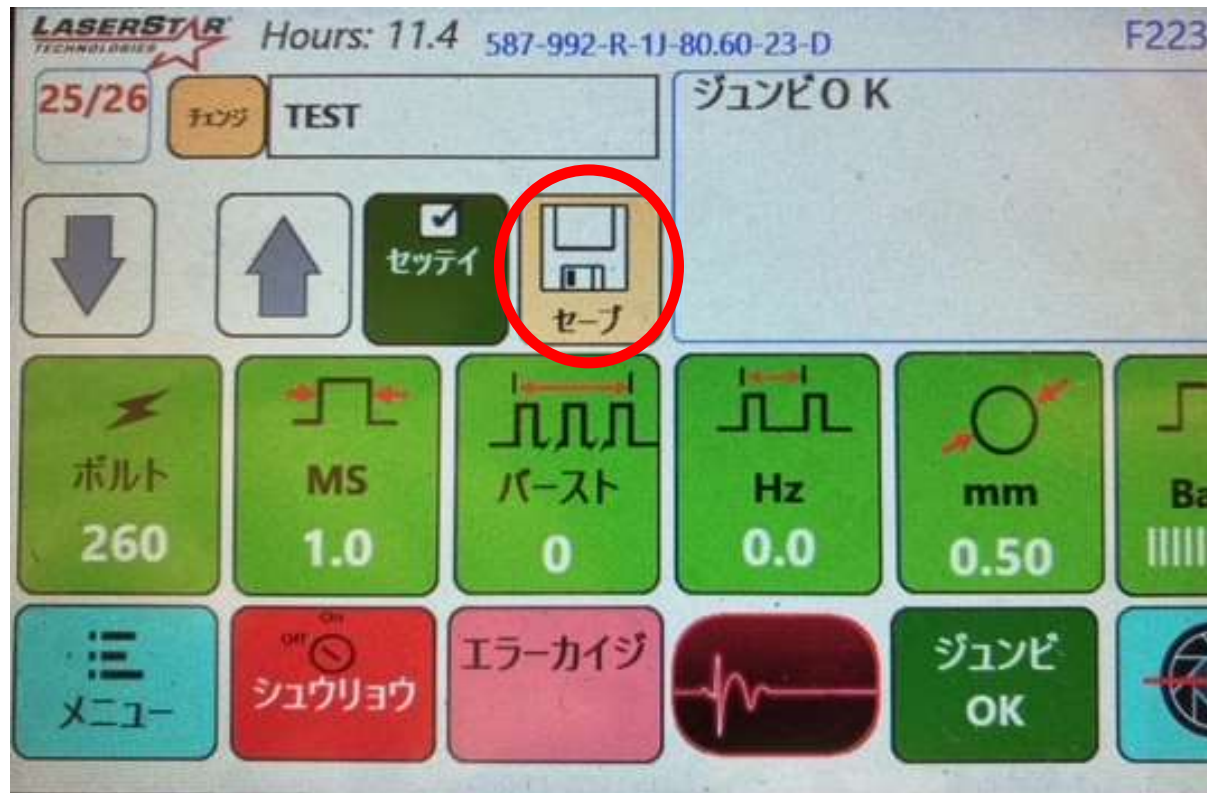 LASERSTAR
TECHNOLOGIES
Hours: 11.4
587-992-R-1J-80.60-23-D
F223
25/26
チェンジ
TEST
ジュンビOK
セッテイ
セーブ
ボルト
260
MS
1.0
バースト
0
Hz
0.0
mm
0.50
Ba
メニュー
OFF
On
シュウリョウ
エラーカイジ
ジュンビ
OK